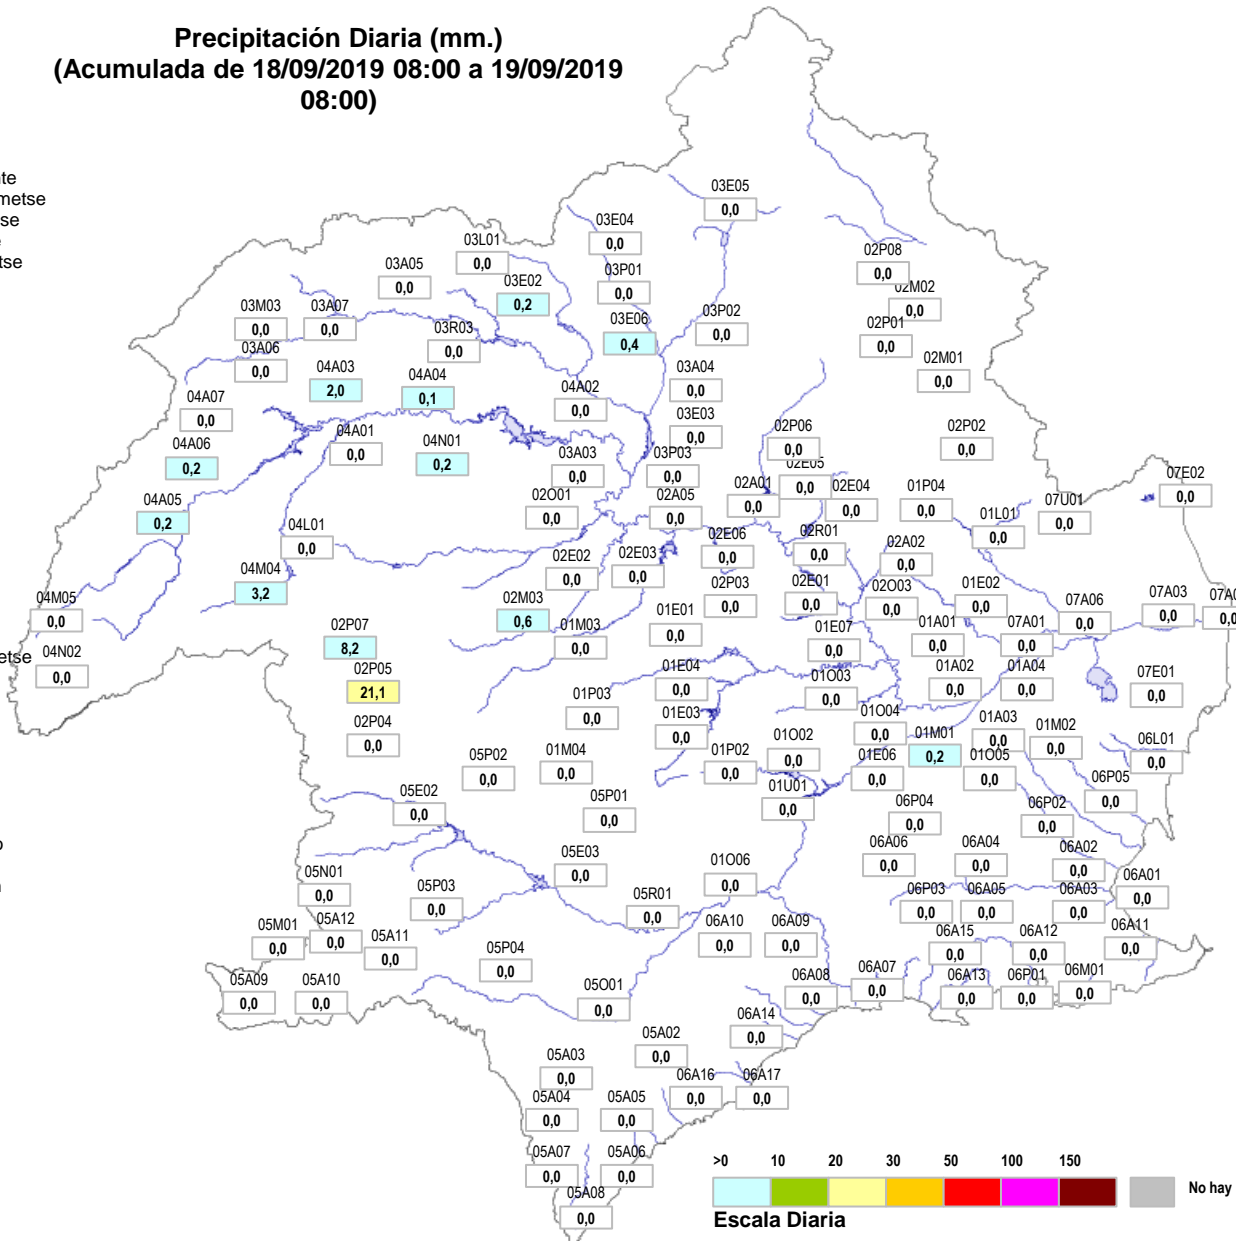 Precipitación Diaria (mm.)
(Acumulada de 18/09/2019 08:00 a 19/09/2019
08:00)
nte
metse
se
tse
etse
03E05
0,0
03E04
0,0
03L01
0,0
03A05
0,0
03E02
0,2
03P01
0,0
02P08
0,0
02M02
0,0
03M03
0,0
03A07
0,0
03R03
0,0
03E06
0,4
03P02
0,0
02P01
0,0
03A06
0,0
04A03
2,0
04A04
0,1
04A02
0,0
03A04
0,0
02M01
0,0
04A07
0,0
03E03
0,0
04A06
0,2
04A01
0,0
04N01
0,2
03A03
0,0
03P03
0,0
02P06
0,0
02E05
0,0
02P02
0,0
07E02
0,0
04A05
0,2
02O01
0,0
02A05
0,0
02A01
0,0
02E04
0,0
01P04
0,0
01L01
0,0
07U01
0,0
04L01
0,0
02E02
0,0
02E03
0,0
02E06
0,0
02R01
0,0
02A02
0,0
04M04
3,2
04M05
0,0
02M03
0,6
01E01
0,0
02P03
0,0
02E01
0,0
02O03
0,0
01E02
0,0
07A06
0,0
07A03
0,0
07A0
0,0
02P07
8,2
01M03
0,0
01E07
0,0
01A01
0,0
07A01
0,0
04N02
0,0
02P05
21,1
01E04
0,0
01O03
0,0
01A02
0,0
01A04
0,0
07E01
0,0
02P04
0,0
01P03
0,0
01E03
0,0
01O04
0,0
01M01
0,2
01A03
0,0
01M02
0,0
06L01
0,0
05P02
0,0
01M04
0,0
01P02
0,0
01O02
0,0
01E06
0,0
01O05
0,0
05E02
0,0
05P01
0,0
01U01
0,0
06P04
0,0
06P02
0,0
06P05
0,0
05E03
0,0
01O06
0,0
06A06
0,0
06A04
0,0
06A02
0,0
05N01
0,0
05P03
0,0
05R01
0,0
06P03
0,0
06A05
0,0
06A03
0,0
06A01
0,0
05M01
0,0
05A12
0,0
05A11
0,0
05P04
0,0
06A10
0,0
06A09
0,0
06A15
0,0
06A12
0,0
06A11
0,0
05A09
0,0
05A10
0,0
05O01
0,0
06A08
0,0
06A07
0,0
06A13
0,0
06P01
0,0
06M01
0,0
05A02
0,0
06A14
0,0
05A03
0,0
06A16
0,0
06A17
0,0
05A04
0,0
05A05
0,0
05A07
0,0
05A06
0,0
05A08
0,0
>0 10 20 30 50 100 150
No hay
Escala Diaria